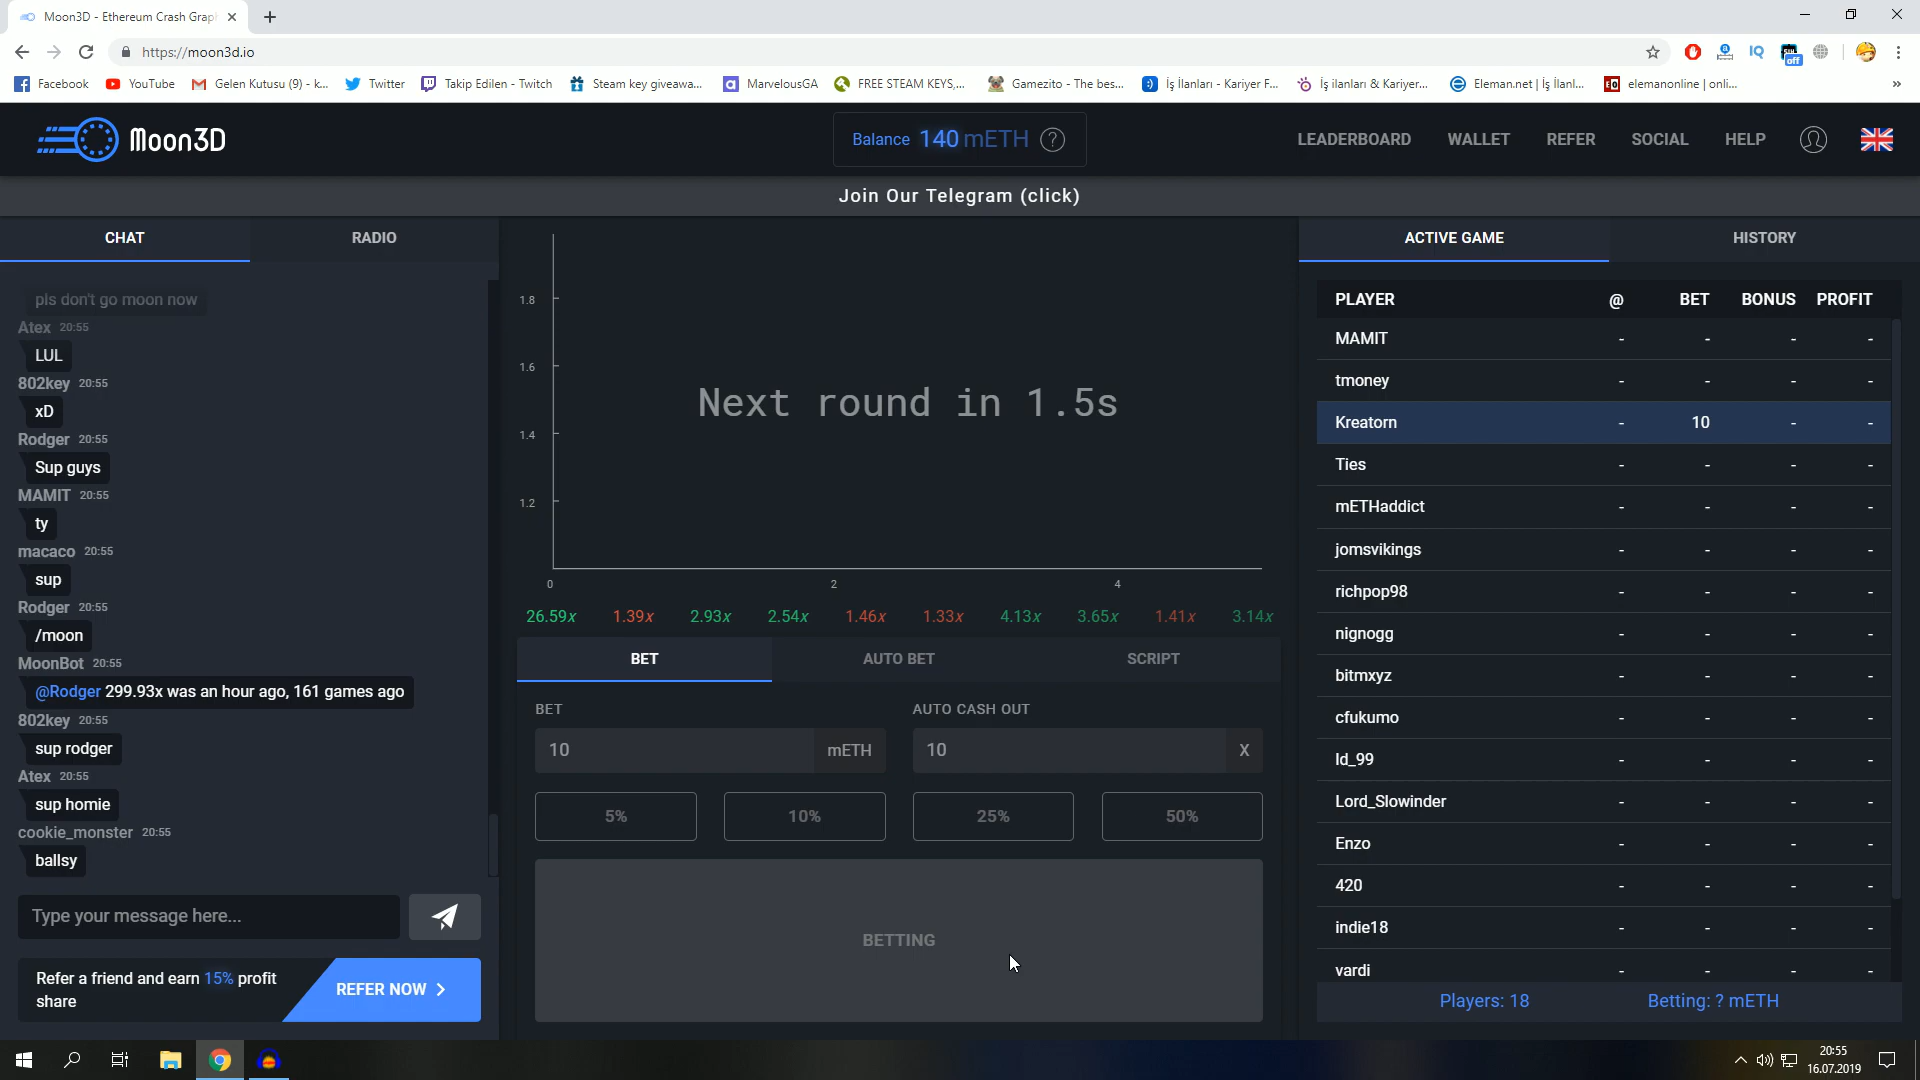 Moon3D - Ethereum Crash Grap
https://moon3d.io
IQ
off
Facebook
YouTube
Gelen Kutusu (9) - k...
Twitter
Takip Edilen - Twitch
Steam key giveawa...
MarvelousGA
FREE STEAM KEYS,...
Gamezito - The bes...
İş İlanları - Kariyer F...
İş ilanları & Kariyer...
Eleman.net | İş İlanl...
elemanonline | onli...
Moon3D
Balance 140 mETH ?
LEADERBOARD
WALLET
REFER
SOCIAL
HELP
Join Our Telegram (click)
CHAT
RADIO
pls don't go moon now
Atex 20:55
LUL
802key 20:55
xD
Rodger 20:55
Sup guys
MAMIT 20:55
ty
macaco 20:55
sup
Rodger 20:55
/moon
MoonBot 20:55
@Rodger 299.93x was an hour ago, 161 games ago
802key 20:55
sup rodger
Atex 20:55
sup homie
cookie_monster 20:55
ballsy
Type your message here...
Refer a friend and earn 15% profit
share
REFER NOW
1.8
1.6
1.4
1.2
Next round in 1.5s
0 2 4
26.59x 1.39x 2.93x 2.54x 1.46x 1.33x 4.13x 3.65x 1.41x 3.14x
BET
AUTO BET
SCRIPT
BET
AUTO CASH OUT
10 mETH
10 X
5%
10%
25%
50%
BETTING
ACTIVE GAME
HISTORY
PLAYER @ BET BONUS PROFIT
MAMIT - - - -
tmoney - - - -
Kreatorn - 10 - -
Ties - - - -
mETHaddict - - - -
jomsvikings - - - -
richpop98 - - - -
nignogg - - - -
bitmxyz - - - -
cfukumo - - - -
ld_99 - - - -
Lord_Slowinder - - - -
Enzo - - - -
420 - - - -
indie18 - - - -
vardi - - - -
Players: 18
Betting: ? mETH
20:55
16.07.2019